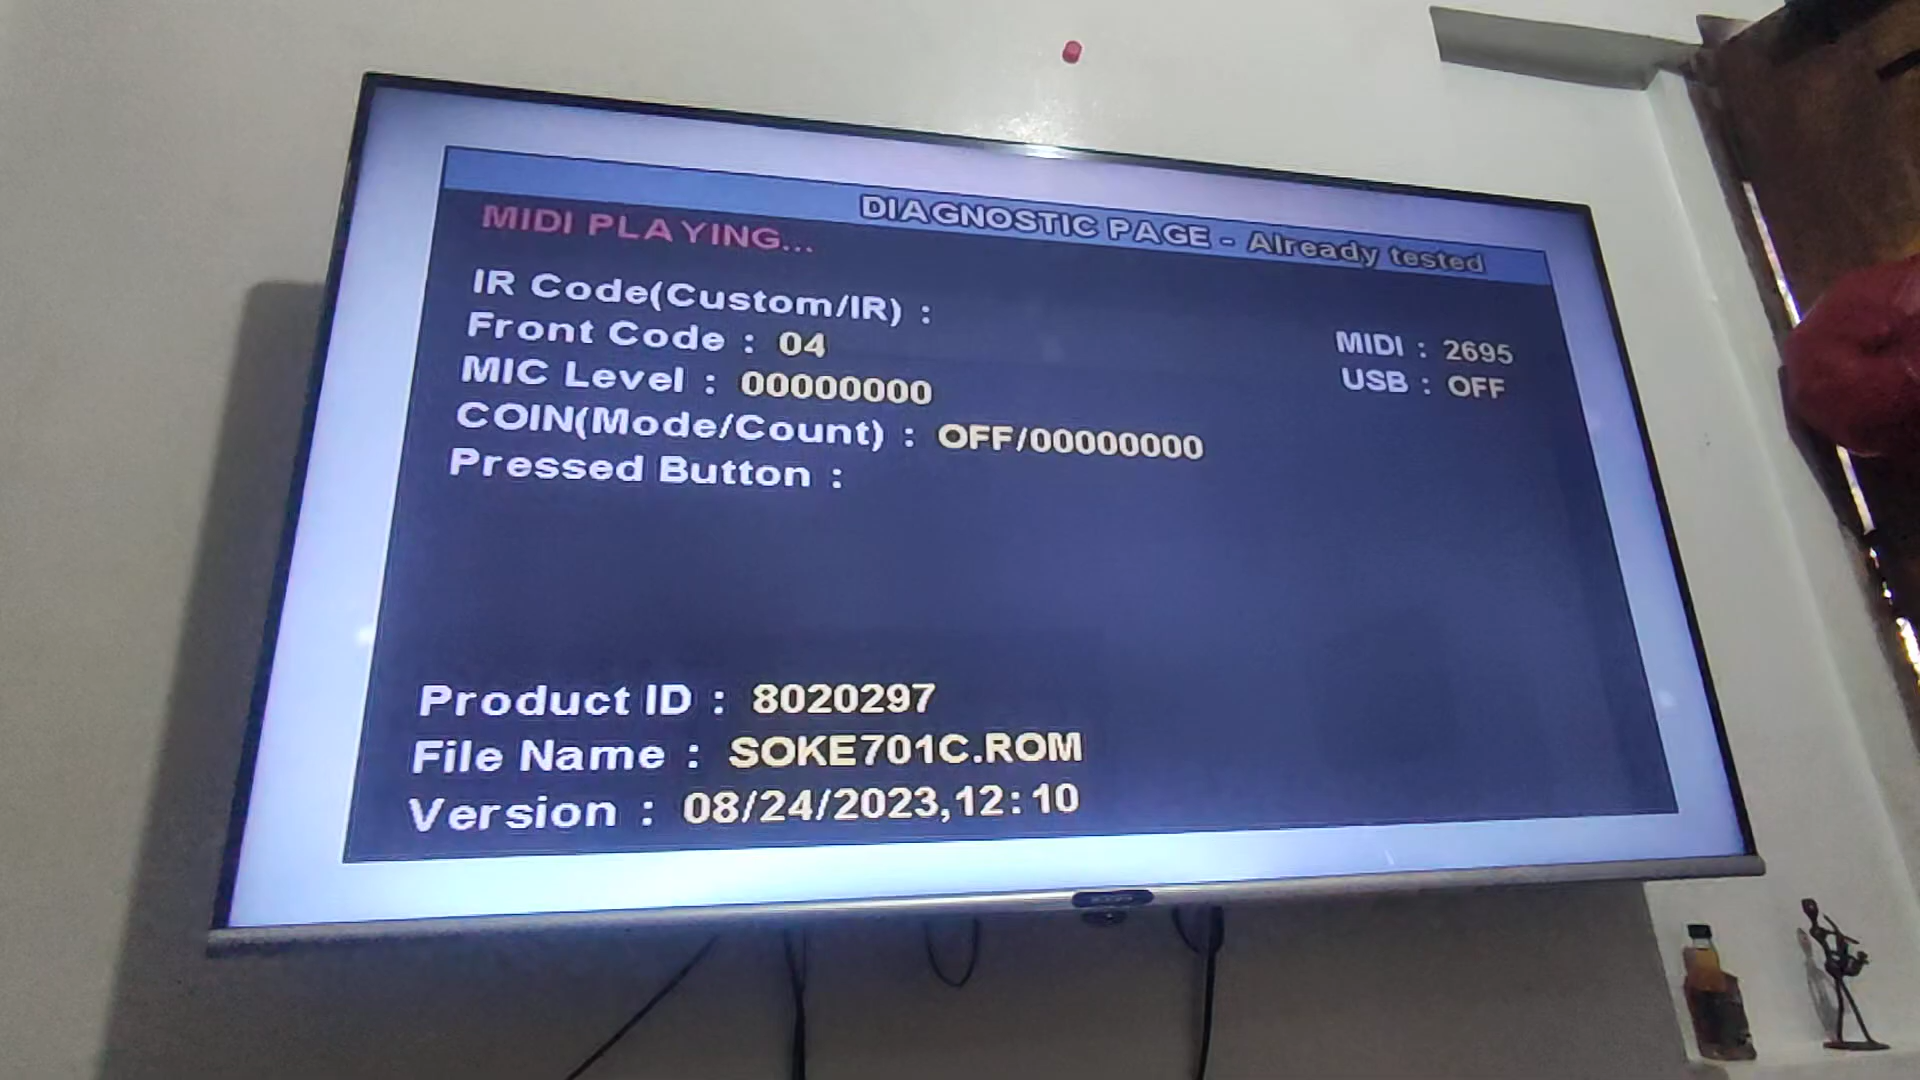 DIAGNOSTIC PAGE - Already tested
MIDI PLAYING...
IR Code(Custom/IR) :
Front Code : 04
MIC Level : 00000000
COIN(Mode/Count) : OFF/00000000
Pressed Button :
MIDI : 2695
USB : OFF
Product ID : 8020297
File Name : SOKE701C.ROM
Version : 08/24/2023,12:10